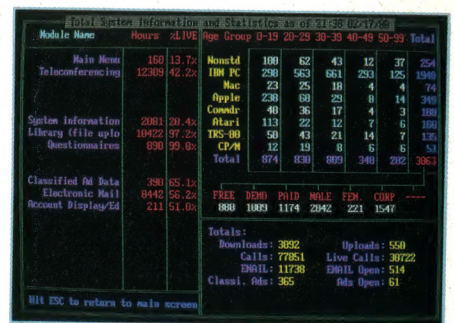 Total System Information and Statistics as of 21:38 02/17/88
Module Name Hours %LIVE
Main Menu 160 13.7%
Teleconferencing 12309 42.2%
System Information 2081 20.4%
Library (file uplo 10422 97.2%
Questionnaires 898 99.8%
Classified Ad Data 390 65.1%
Electronic Mail 8442 56.2%
Account Display/Ed 211 51.8%
Hit ESC to return to main screen
Age Group 0-19 20-29 30-39 40-49 50-99 Total
Nonstd 100 62 43 12 37 254
IBM PC 298 563 661 293 125 1940
Mac 23 25 18 4 4 74
Apple 238 60 29 8 14 349
Commdr 48 36 17 4 3 108
Atari 113 22 12 7 6 160
TRS-80 50 43 21 14 7 135
CP/M 12 19 8 6 6
Total 874 830 809 348 202 3063
FREE DEMO PAID MALE FEM. CORP ----
880 1009 1174 2842 221 1547
Totals:
Downloads: 3892 Uploads: 550
Calls: 77851 Live Calls: 30722
EMAIL: 11738 EMAIL Open: 514
Classi. Ads: 365 Ads Open: 61